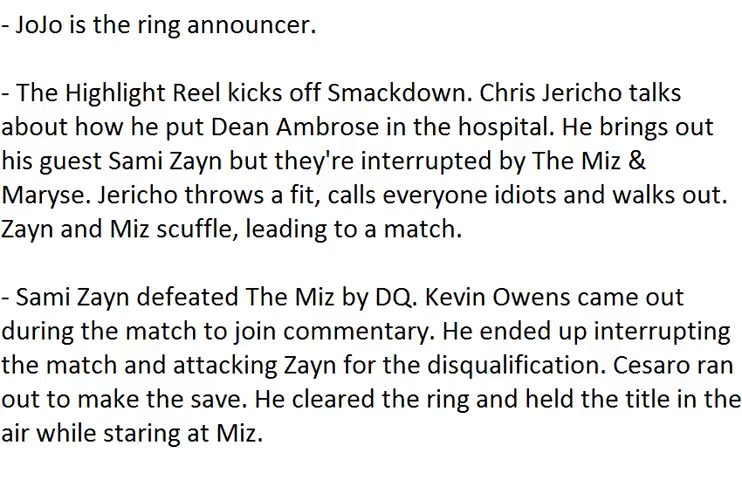 - JoJo is the ring announcer.
- The Highlight Reel kicks off Smackdown. Chris Jericho talks
about how he put Dean Ambrose in the hospital. He brings out
his guest Sami Zayn but they're interrupted by The Miz &
Maryse. Jericho throws a fit, calls everyone idiots and walks out.
Zayn and Miz scuffle, leading to a match.
- Sami Zayn defeated The Miz by DQ. Kevin Owens came out
during the match to join commentary. He ended up interrupting
the match and attacking Zayn for the disqualification. Cesaro ran
out to make the save. He cleared the ring and held the title in the
air while staring at Miz.